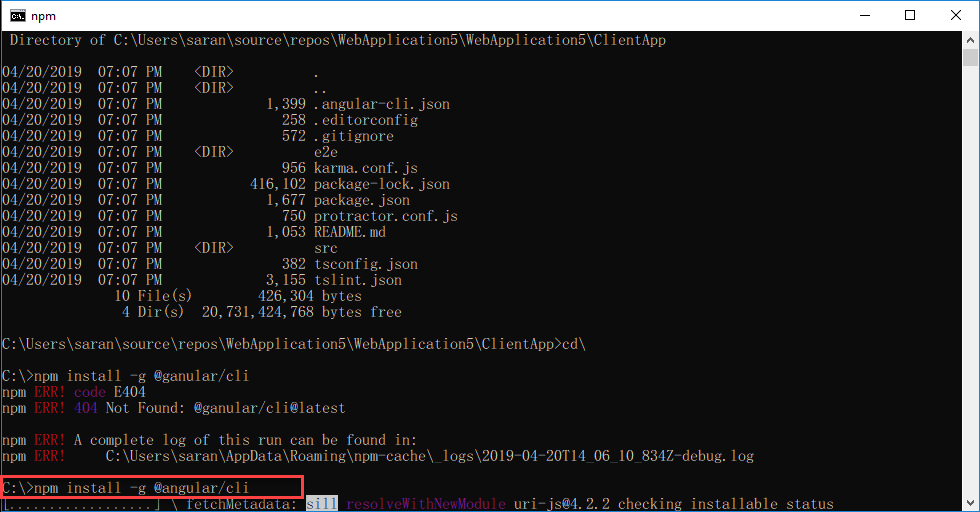 npm
Directory of C:\Users\saran\source\repos\WebApplication5\WebApplication5\ClientApp
04/20/2019  07:07 PM    <DIR>          .
04/20/2019  07:07 PM    <DIR>          ..
04/20/2019  07:07 PM             1,399 .angular-cli.json
04/20/2019  07:07 PM               258 .editorconfig
04/20/2019  07:07 PM               572 .gitignore
04/20/2019  07:07 PM    <DIR>          e2e
04/20/2019  07:07 PM               956 karma.conf.js
04/20/2019  07:07 PM           416,102 package-lock.json
04/20/2019  07:07 PM             1,677 package.json
04/20/2019  07:07 PM               750 protractor.conf.js
04/20/2019  07:07 PM             1,053 README.md
04/20/2019  07:07 PM    <DIR>          src
04/20/2019  07:07 PM               382 tsconfig.json
04/20/2019  07:07 PM             3,155 tslint.json
10 File(s)        426,304 bytes
4 Dir(s)  20,731,424,768 bytes free
C:\Users\saran\source\repos\WebApplication5\WebApplication5\ClientApp>cd\
C:\>npm install -g @ganular/cli
npm ERR! code E404
npm ERR! 404 Not Found: @ganular/cli@latest
npm ERR! A complete log of this run can be found in:
npm ERR!     C:\Users\saran\AppData\Roaming\npm-cache\_logs\2019-04-20T14_06_10_834Z-debug.log
C:\>npm install -g @angular/cli
[..................] \ fetchMetadata: sill resolveWithNewModule uri-js@4.2.2 checking installable status